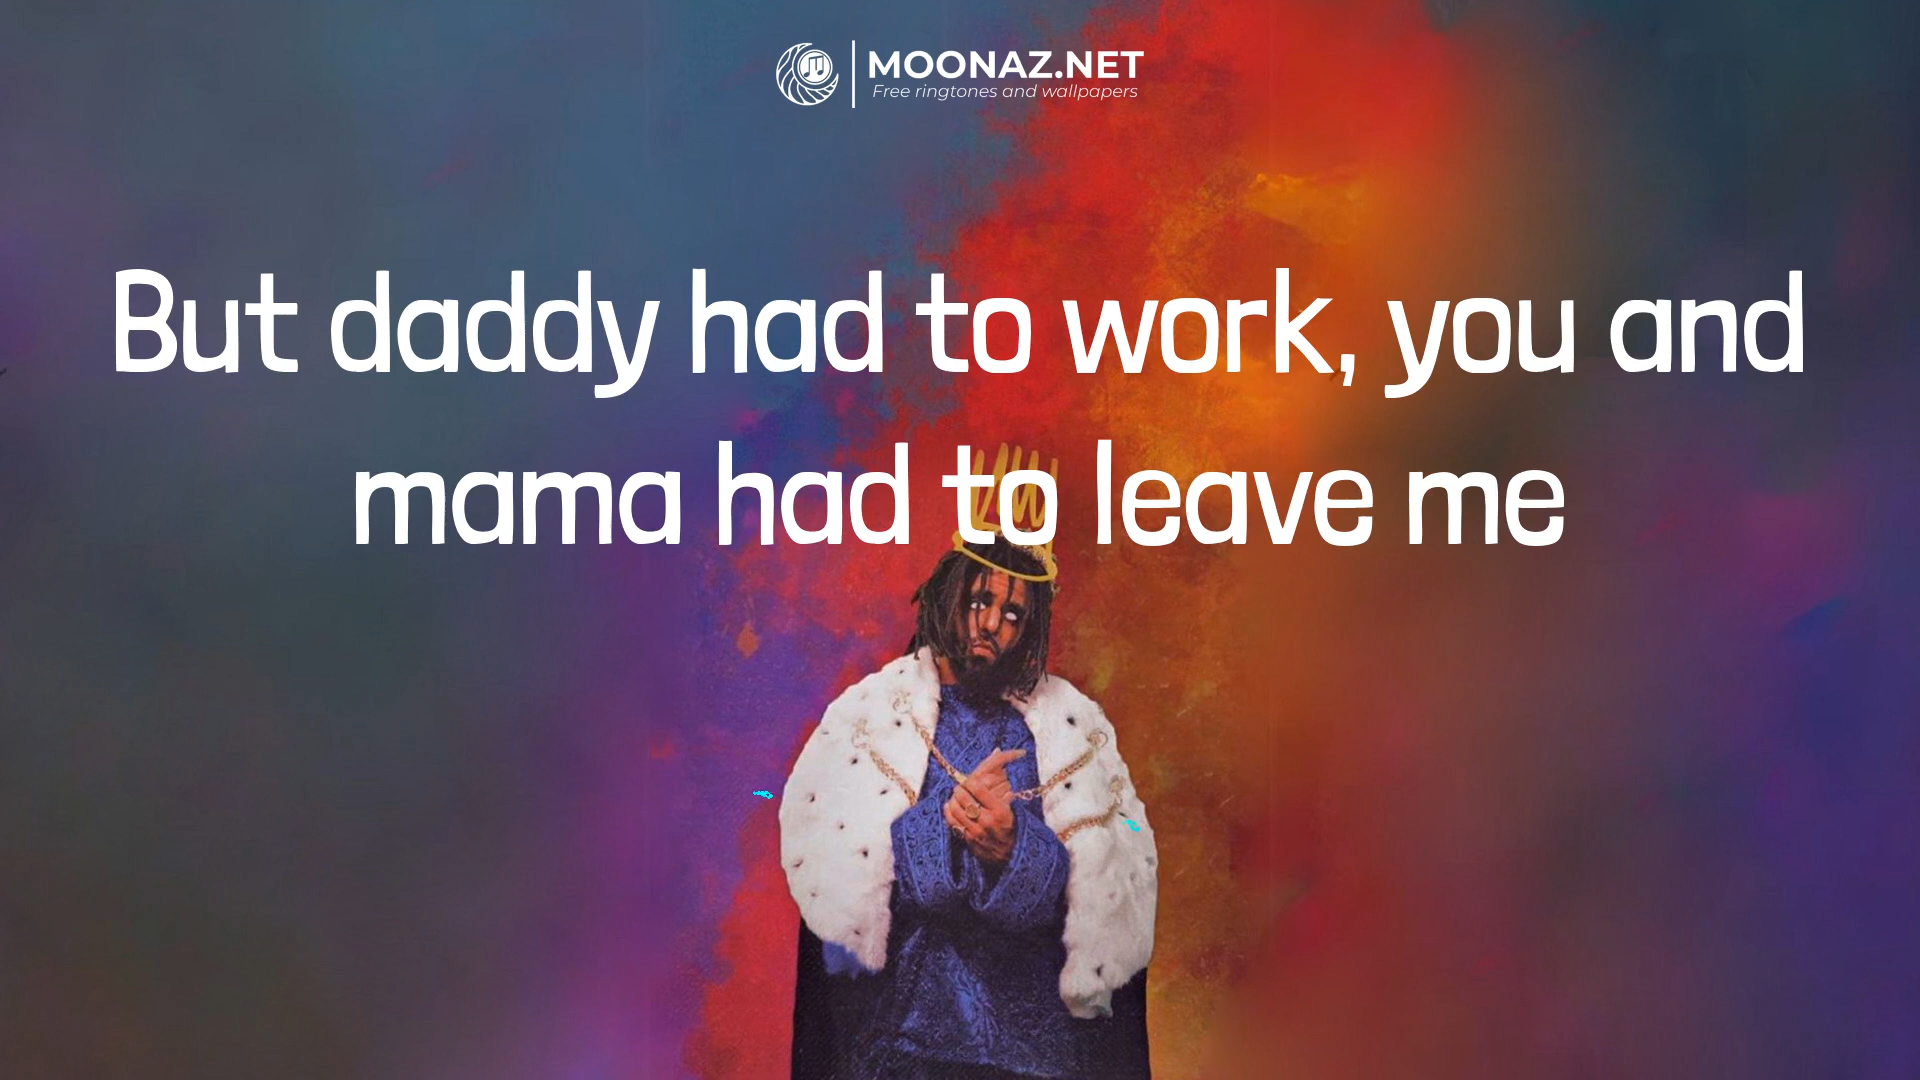 MOONAZ.NET
Free ringtones and wallpapers
But daddy had to work, you and
mama had to leave me